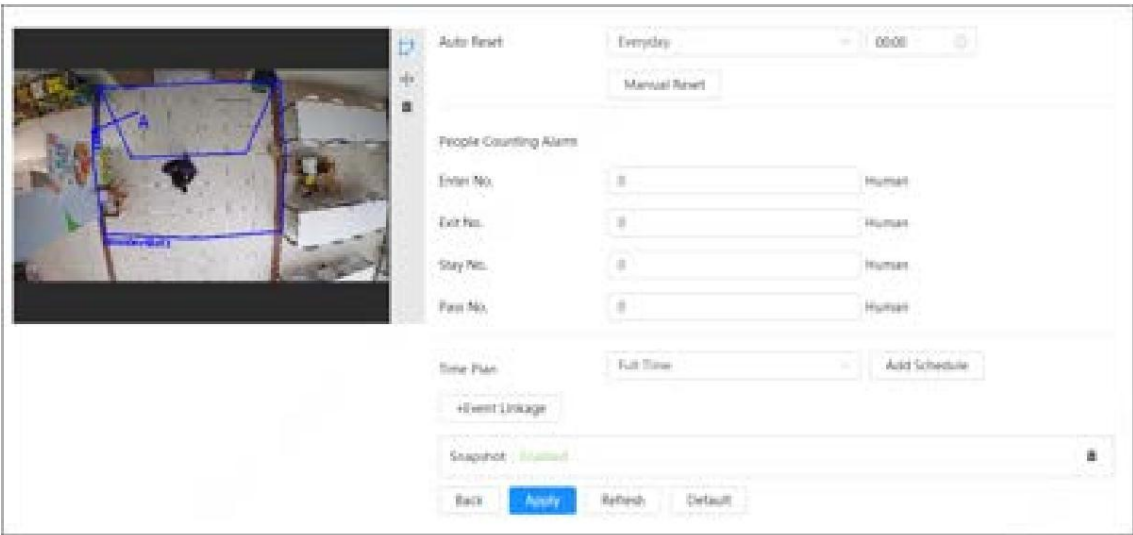 Auto Reset Everyday 00:00
Manual Reset
A
People Counting Alarm
Enter No. 0 Human
Exit No. 0 Human
Stay No. 0 Human
Pass No. 0 Human
Time Plan Full Time Add Schedule
+Event Linkage
Snapshot Enabled
Back Apply Refresh Default